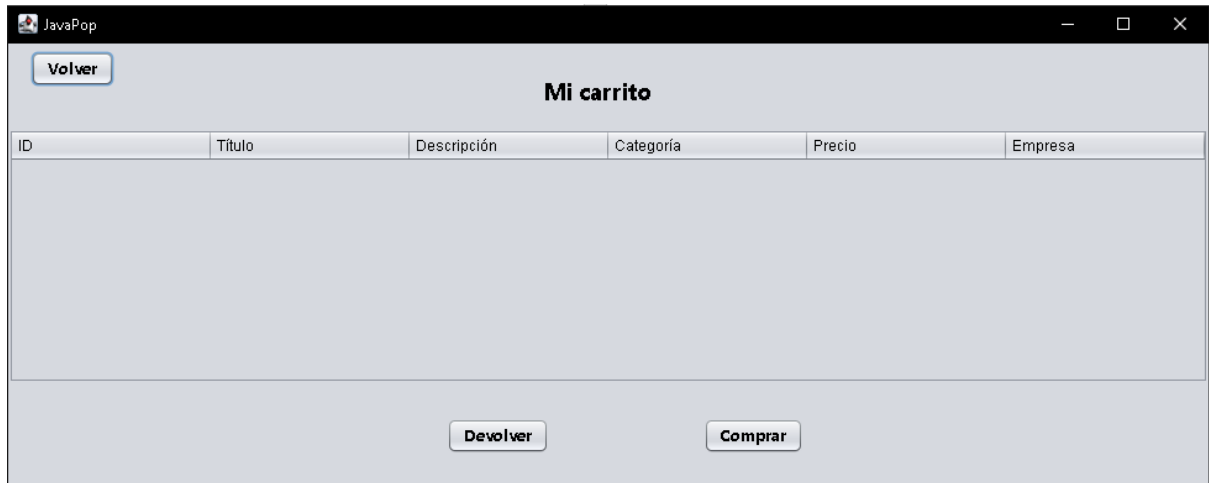 JavaPop
Volver
Mi carrito
ID Título Descripción Categoría Precio Empresa
Devolver Comprar